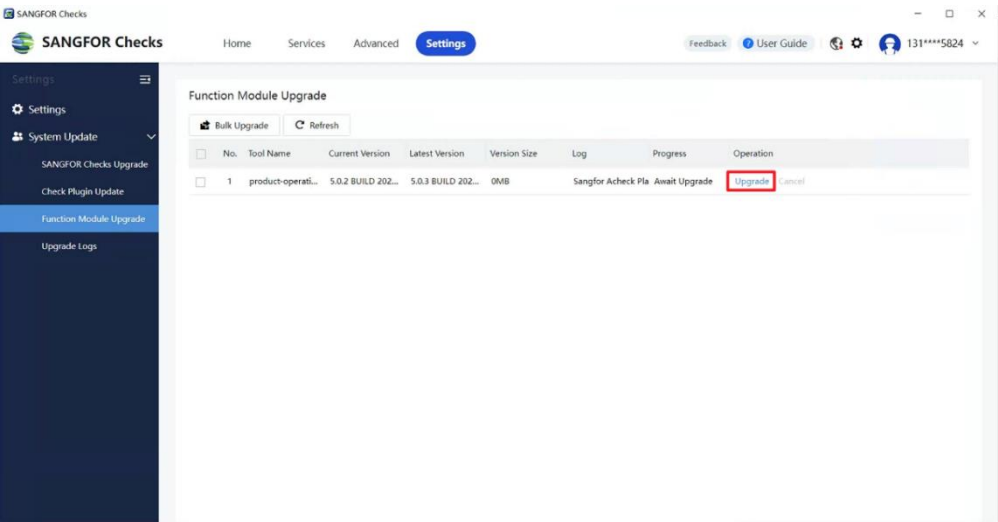 SANGFOR Checks
SANGFOR Checks
Home Services Advanced Settings
Feedback User Guide 131****5824
Settings
Settings
System Update
SANGFOR Checks Upgrade
Check Plugin Update
Function Module Upgrade
Upgrade Logs
Function Module Upgrade
Bulk Upgrade Refresh
No. Tool Name Current Version Latest Version Version Size Log Progress Operation
1 product-operati... 5.0.2 BUILD 202... 5.0.3 BUILD 202... 0MB Sangfor Acheck Pla Await Upgrade Upgrade Cancel